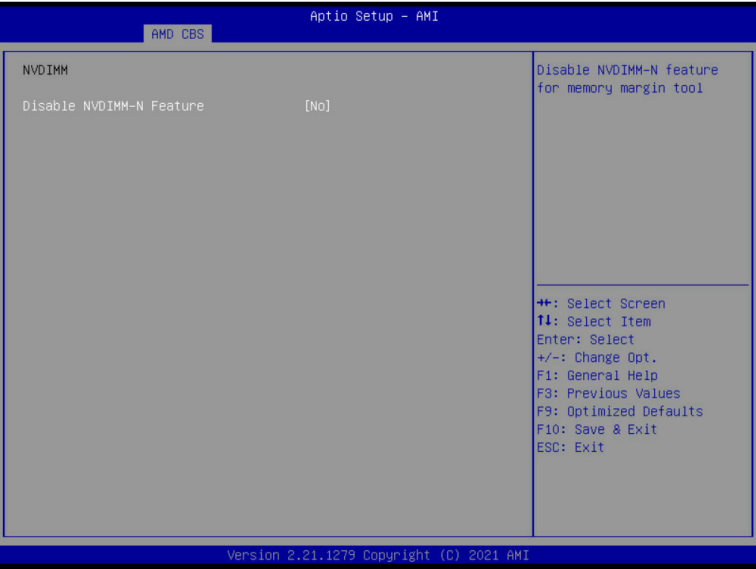 Aptio Setup – AMI
AMD CBS
NVDIMM
Disable NVDIMM-N Feature [No]
Disable NVDIMM-N feature
for memory margin tool
→←: Select Screen
↑↓: Select Item
Enter: Select
+/-: Change Opt.
F1: General Help
F3: Previous Values
F9: Optimized Defaults
F10: Save & Exit
ESC: Exit
Version 2.21.1279 Copyright (C) 2021 AMI